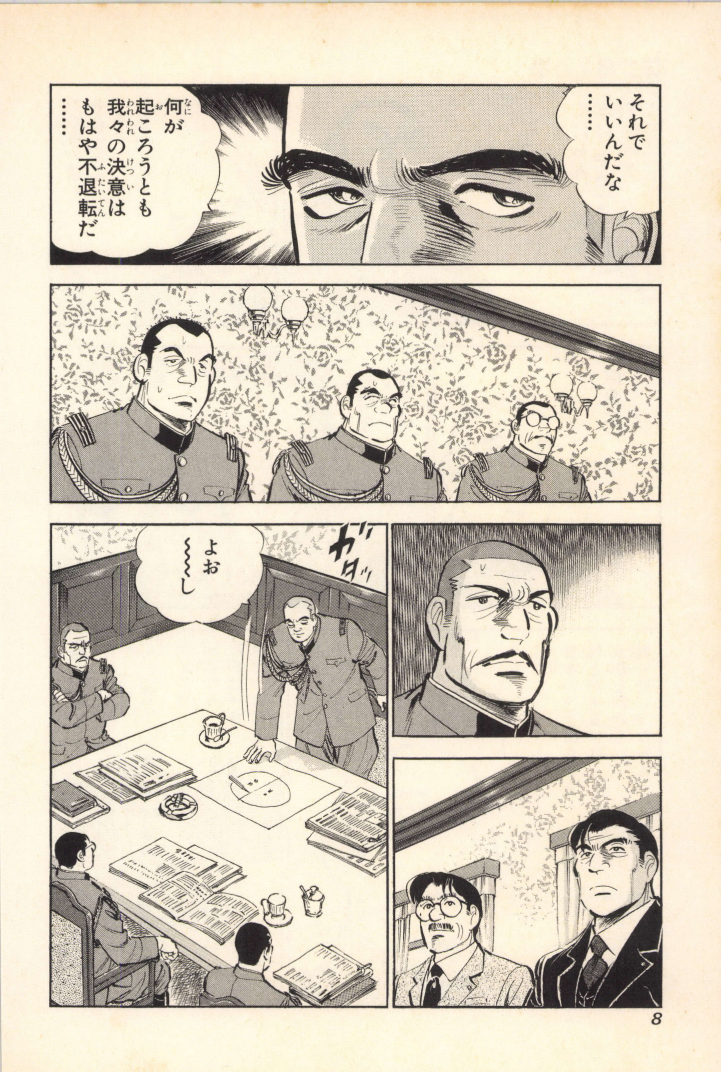 それで
いいんだな
……
何が
起ころうとも
我々の決意は
もはや不退転だ
……
ガタッ
よお
〜〜し
8